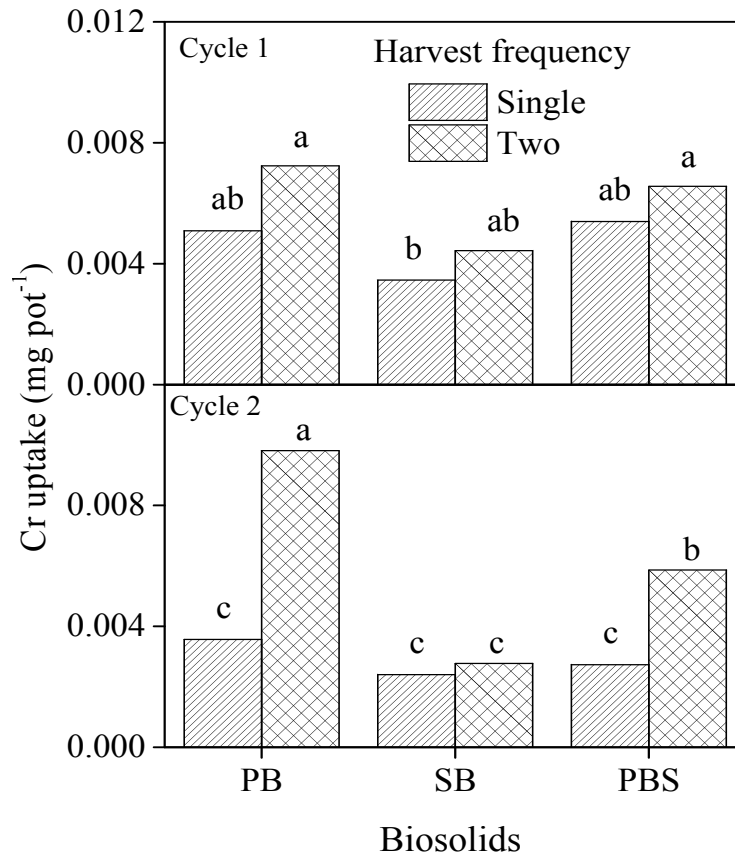 0.012
Cycle 1
Harvest frequency
Single
Two
0.008
a
a
ab
ab
ab
b
0.004
0.000
Cycle 2
a
0.008
b
c
c
c
c
0.004
0.000
PB
SB
PBS
Cr uptake (mg pot⁻¹)
Biosolids